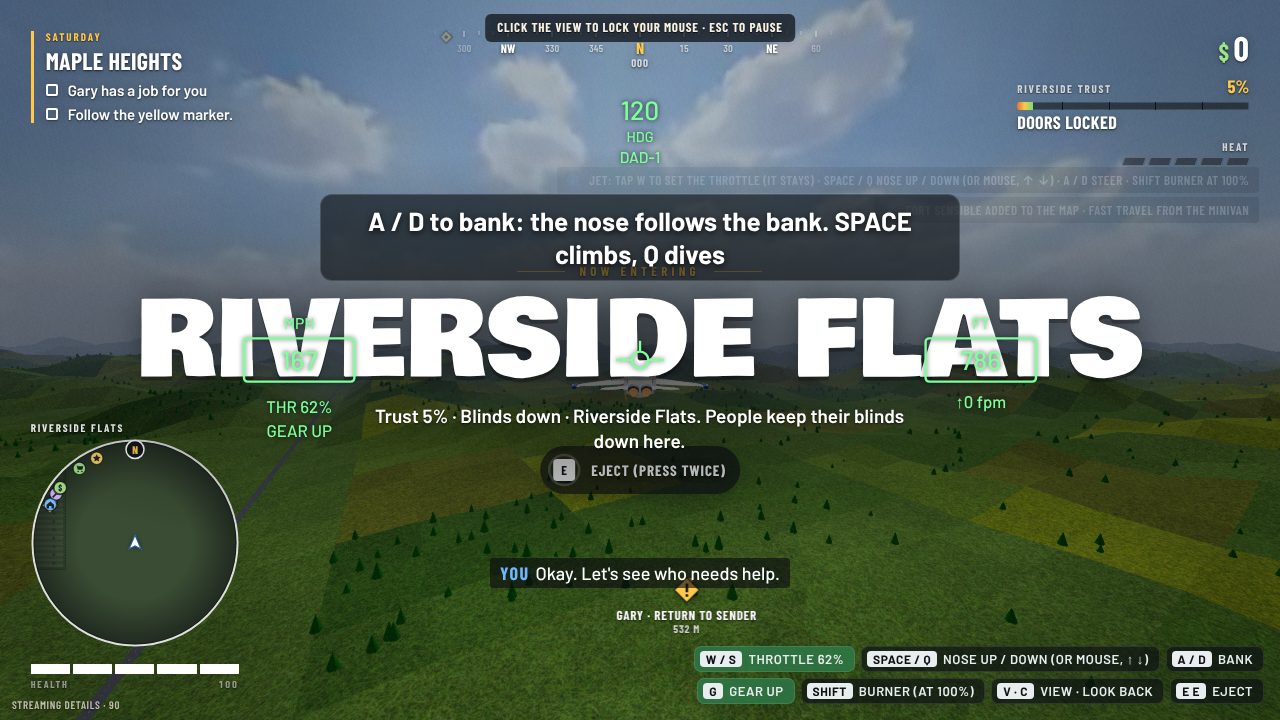 CLICK THE VIEW TO LOCK YOUR MOUSE · ESC TO PAUSE
300 NW 330 345 N 15 30 NE 60
000
SATURDAY
MAPLE HEIGHTS
Gary has a job for you
Follow the yellow marker.
$0
RIVERSIDE TRUST 5%
DOORS LOCKED
HEAT
120
HDG
DAD-1
JET: TAP W TO SET THE THROTTLE (IT STAYS) · SPACE / Q NOSE UP / DOWN (OR MOUSE, ↑ ↓) · A / D STEER · SHIFT BURNER AT 100%
FORT SENSIBLE ADDED TO THE MAP · FAST TRAVEL FROM THE MINIVAN
A / D to bank: the nose follows the bank. SPACE
climbs, Q dives
NOW ENTERING
RIVERSIDE FLATS
MPH
167
THR 62%
GEAR UP
FT
786
↑0 fpm
Trust 5% · Blinds down · Riverside Flats. People keep their blinds
down here.
E EJECT (PRESS TWICE)
RIVERSIDE FLATS
N
YOU Okay. Let's see who needs help.
GARY · RETURN TO SENDER
532 M
HEALTH 100
STREAMING DETAILS · 90
W / S THROTTLE 62% SPACE / Q NOSE UP / DOWN (OR MOUSE, ↑ ↓) A / D BANK
G GEAR UP SHIFT BURNER (AT 100%) V · C VIEW · LOOK BACK E E EJECT